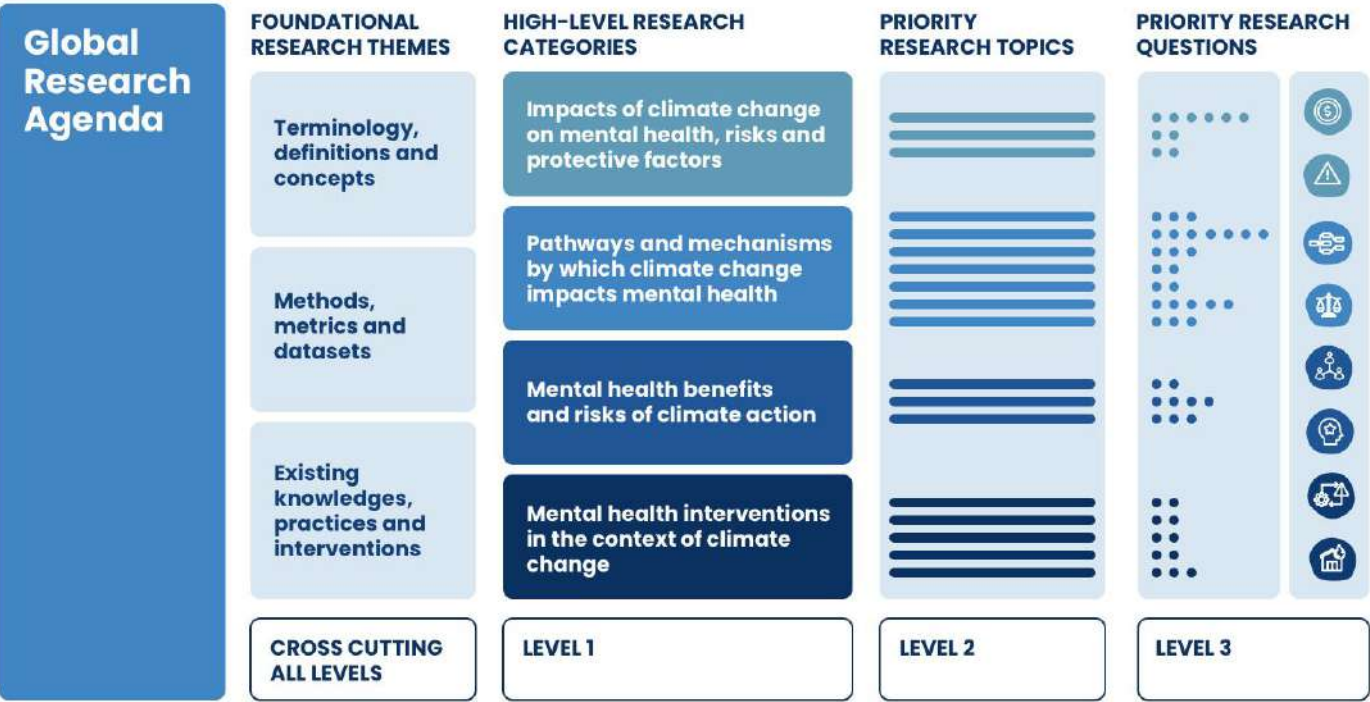 Global
Research
Agenda
FOUNDATIONAL
RESEARCH THEMES
Terminology,
definitions and
concepts
Methods,
metrics and
datasets
Existing
knowledges,
practices and
interventions
CROSS CUTTING
ALL LEVELS
HIGH-LEVEL RESEARCH
CATEGORIES
Impacts of climate change
on mental health, risks and
protective factors
Pathways and mechanisms
by which climate change
impacts mental health
Mental health benefits
and risks of climate action
Mental health interventions
in the context of climate
change
LEVEL 1
PRIORITY
RESEARCH TOPICS
LEVEL 2
PRIORITY RESEARCH
QUESTIONS
$
LEVEL 3